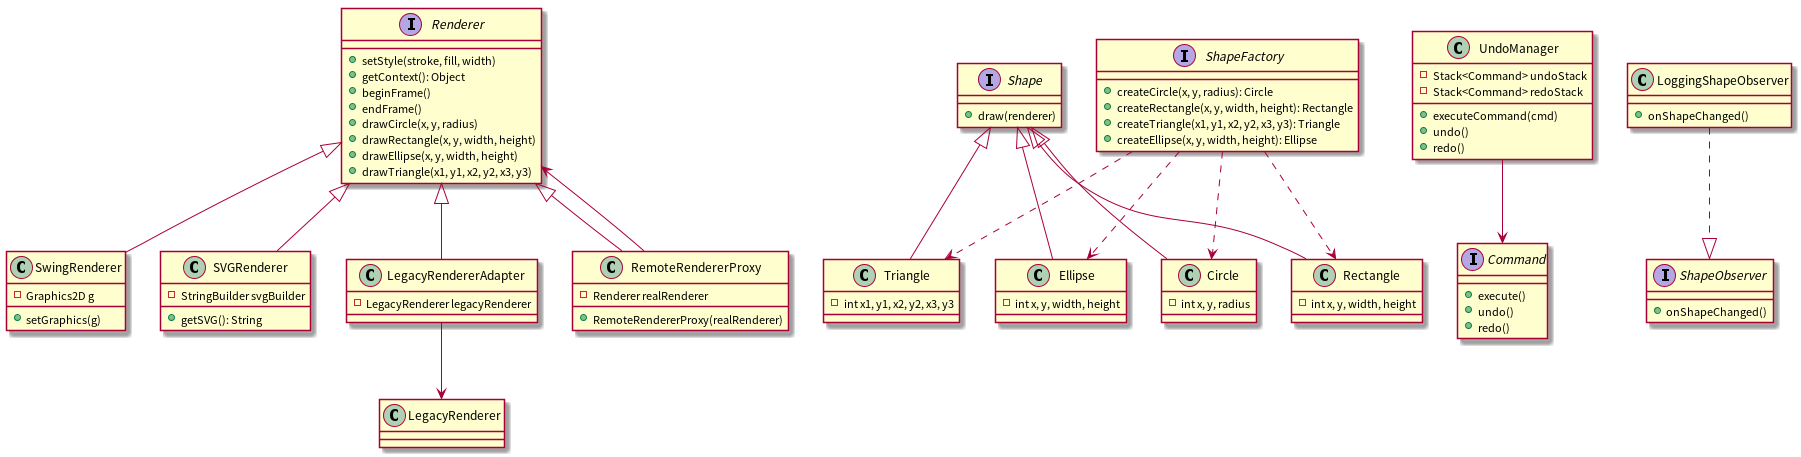 I Renderer
setStyle(stroke, fill, width)
getContext(): Object
beginFrame()
endFrame()
drawCircle(x, y, radius)
drawRectangle(x, y, width, height)
drawEllipse(x, y, width, height)
drawTriangle(x1, y1, x2, y2, x3, y3)
I Shape
draw(renderer)
I ShapeFactory
createCircle(x, y, radius): Circle
createRectangle(x, y, width, height): Rectangle
createTriangle(x1, y1, x2, y2, x3, y3): Triangle
createEllipse(x, y, width, height): Ellipse
C UndoManager
Stack<Command> undoStack
Stack<Command> redoStack
executeCommand(cmd)
undo()
redo()
C LoggingShapeObserver
onShapeChanged()
C SwingRenderer
Graphics2D g
setGraphics(g)
C SVGRenderer
StringBuilder svgBuilder
getSVG(): String
C LegacyRendererAdapter
LegacyRenderer legacyRenderer
C RemoteRendererProxy
Renderer realRenderer
RemoteRendererProxy(realRenderer)
C Triangle
int x1, y1, x2, y2, x3, y3
C Ellipse
int x, y, width, height
C Circle
int x, y, radius
C Rectangle
int x, y, width, height
I Command
execute()
undo()
redo()
I ShapeObserver
onShapeChanged()
C LegacyRenderer